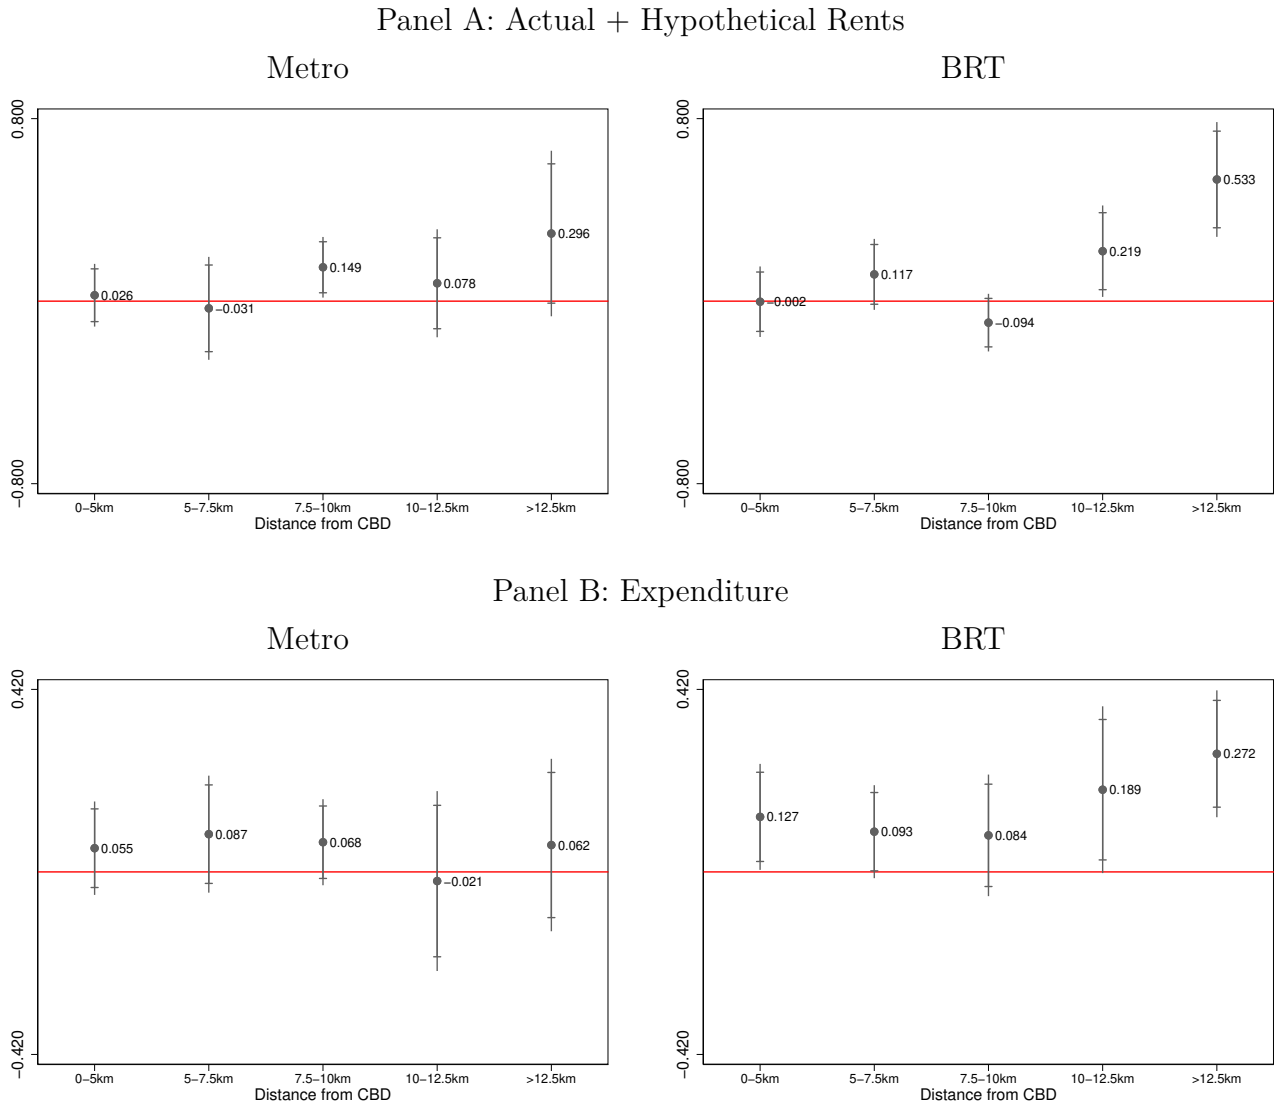 Panel A: Actual + Hypothetical Rents
Metro
BRT
0.800
−0.800
0.026
−0.031
0.149
0.078
0.296
0−5km 5−7.5km 7.5−10km 10−12.5km >12.5km
Distance from CBD
0.800
−0.800
−0.002
0.117
−0.094
0.219
0.533
0−5km 5−7.5km 7.5−10km 10−12.5km >12.5km
Distance from CBD
Panel B: Expenditure
Metro
BRT
0.420
−0.420
0.055
0.087
0.068
−0.021
0.062
0−5km 5−7.5km 7.5−10km 10−12.5km >12.5km
Distance from CBD
0.420
−0.420
0.127
0.093
0.084
0.189
0.272
0−5km 5−7.5km 7.5−10km 10−12.5km >12.5km
Distance from CBD